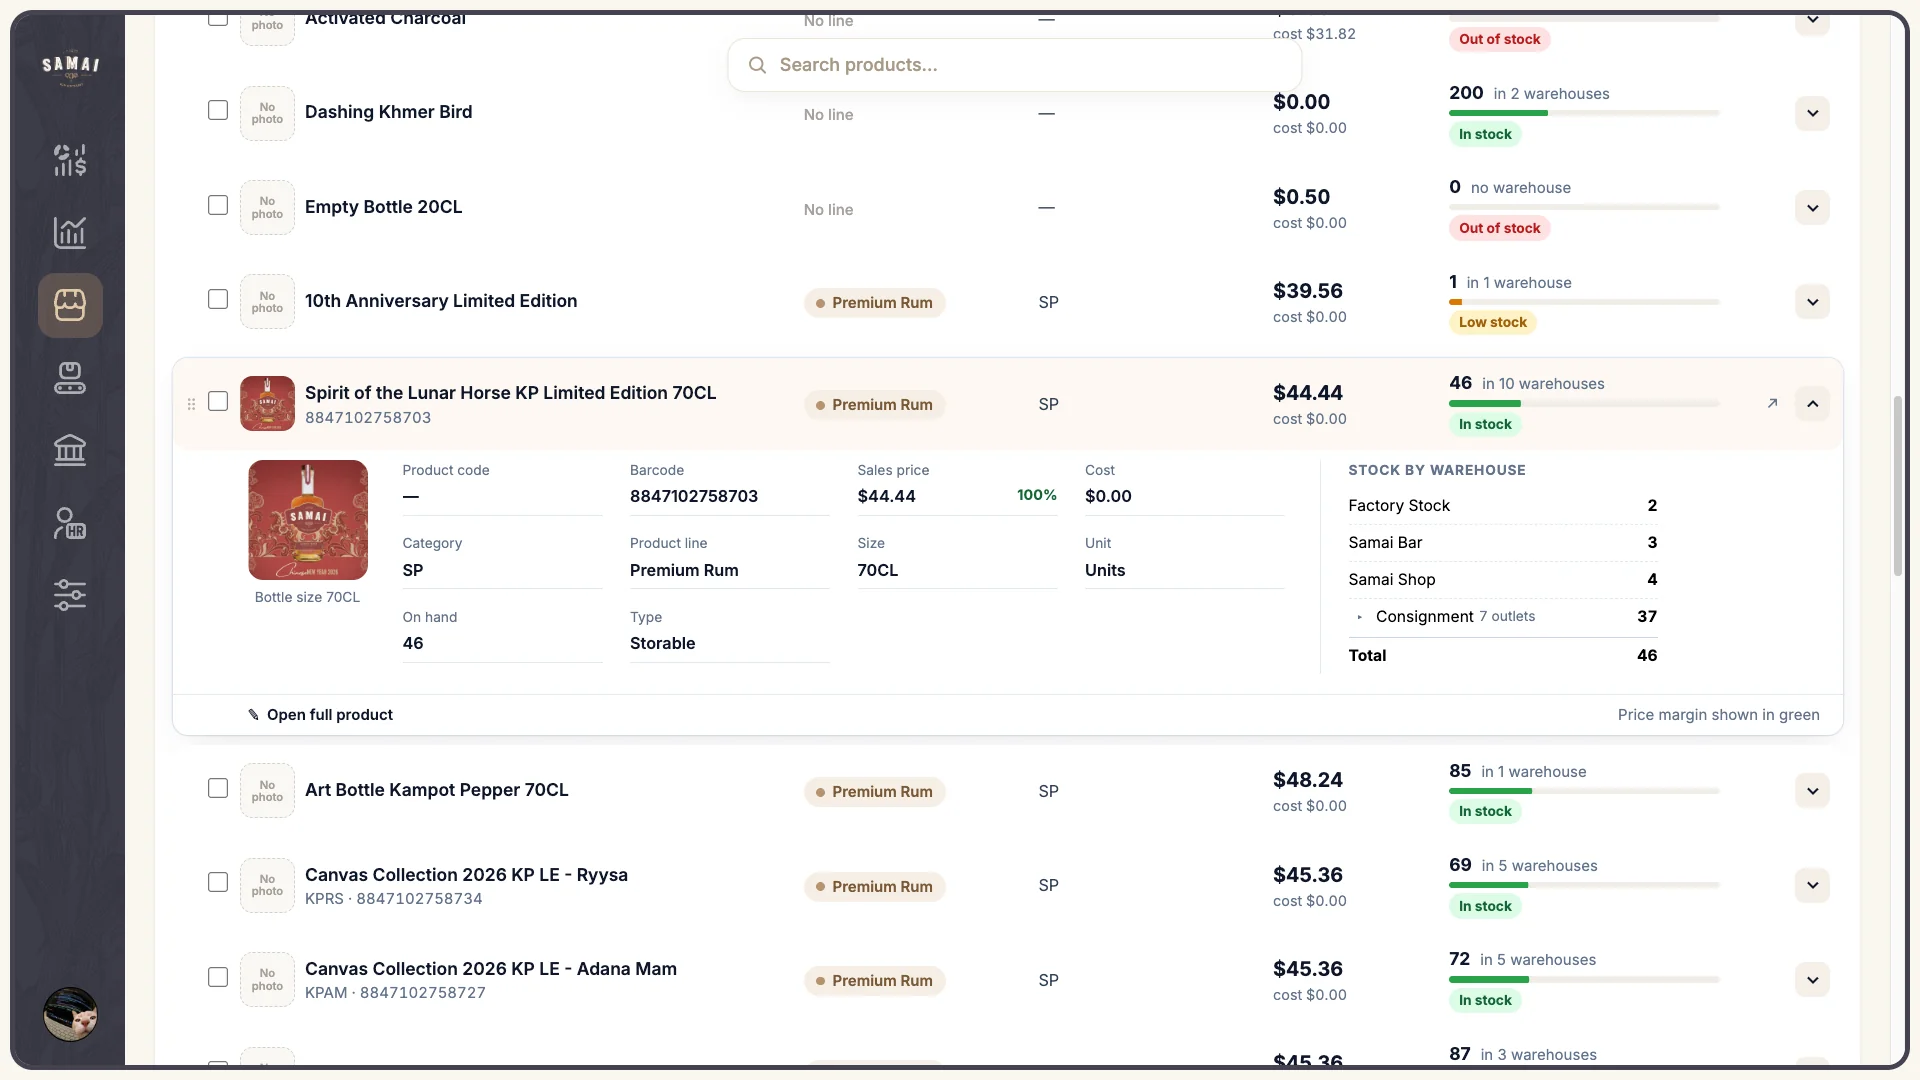 SAMAI
Search products...
Activated Charcoal
No photo
No line
—
cost $31.82
Out of stock
No photo
Dashing Khmer Bird
No line
—
$0.00
cost $0.00
200 in 2 warehouses
In stock
No photo
Empty Bottle 20CL
No line
—
$0.50
cost $0.00
0 no warehouse
Out of stock
No photo
10th Anniversary Limited Edition
Premium Rum
SP
$39.56
cost $0.00
1 in 1 warehouse
Low stock
Spirit of the Lunar Horse KP Limited Edition 70CL
8847102758703
Premium Rum
SP
$44.44
cost $0.00
46 in 10 warehouses
In stock
SAMAI
Bottle size 70CL
Product code
—
Barcode
8847102758703
Sales price
$44.44 100%
Cost
$0.00
Category
SP
Product line
Premium Rum
Size
70CL
Unit
Units
On hand
46
Type
Storable
STOCK BY WAREHOUSE
Factory Stock 2
Samai Bar 3
Samai Shop 4
Consignment 7 outlets 37
Total 46
Open full product
Price margin shown in green
No photo
Art Bottle Kampot Pepper 70CL
Premium Rum
SP
$48.24
cost $0.00
85 in 1 warehouse
In stock
No photo
Canvas Collection 2026 KP LE - Ryysa
KPRS · 8847102758734
Premium Rum
SP
$45.36
cost $0.00
69 in 5 warehouses
In stock
No photo
Canvas Collection 2026 KP LE - Adana Mam
KPAM · 8847102758727
Premium Rum
SP
$45.36
cost $0.00
72 in 5 warehouses
In stock
$45.36
87 in 3 warehouses
HR